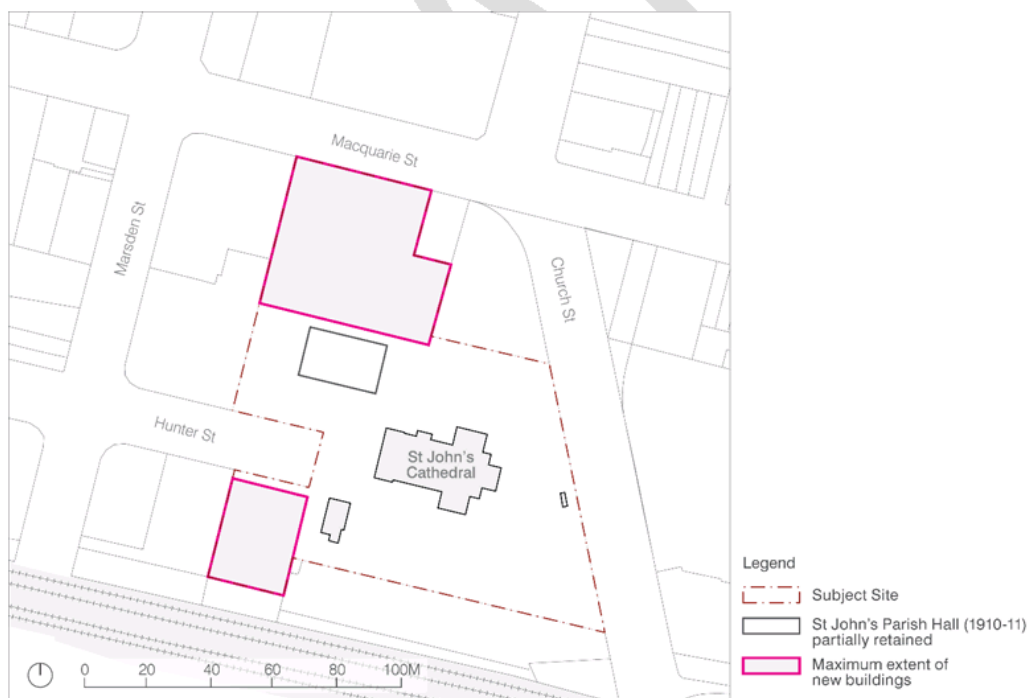 Macquarie St
Marsden St
Church St
Hunter St
St John's
Cathedral
0 20 40 60 80 100M
Legend
Subject Site
St John's Parish Hall (1910-11)
partially retained
Maximum extent of
new buildings